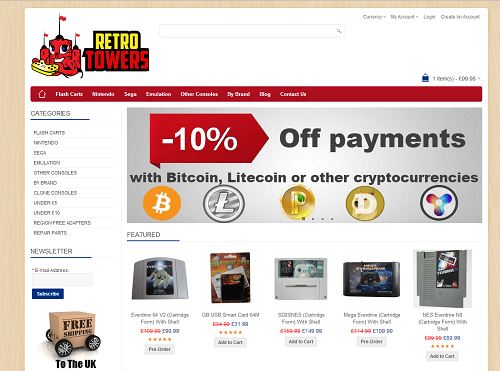 Currency My Account Login Create An Account
RETRO
TOWERS
1 item(s) - £99.98
Flash Carts Nintendo Sega Emulation Other Consoles By Brand Blog Contact Us
CATEGORIES
FLASH CARTS
NINTENDO
SEGA
EMULATION
OTHER CONSOLES
BY BRAND
CLONE CONSOLES
UNDER £5
UNDER £10
REGION FREE ADAPTERS
REPAIR PARTS
NEWSLETTER
* E-mail Address:
Subscribe
FREE
SHIPPING
To The UK
-10% Off payments
with Bitcoin, Litecoin or other cryptocurrencies
FEATURED
Everdrive 64 V2 (Cartridge
Form) With Shell
£109.99 £99.99
Pre-Order
GB USB Smart Card 64M
£34.99 £31.99
Add to Cart
SD2SNES (Cartridge
Form) With Shell
£159.99 £149.99
Add to Cart
Mega Everdrive (Cartridge
Form) With Shell
£114.99 £109.99
Pre-Order
NES Everdrive N8
(Cartridge Form) With
Shell
£99.99 £89.99
Add to Cart